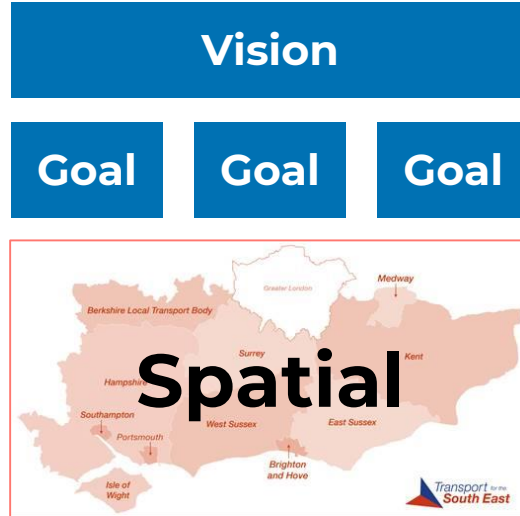 Vision
Goal Goal Goal
Greater London
Medway
Berkshire Local Transport Body
Surrey
Kent
Spatial
Hampshire
Southampton
West Sussex
East Sussex
Portsmouth
Brighton
and Hove
Isle of
Wight
Transport for the
South East